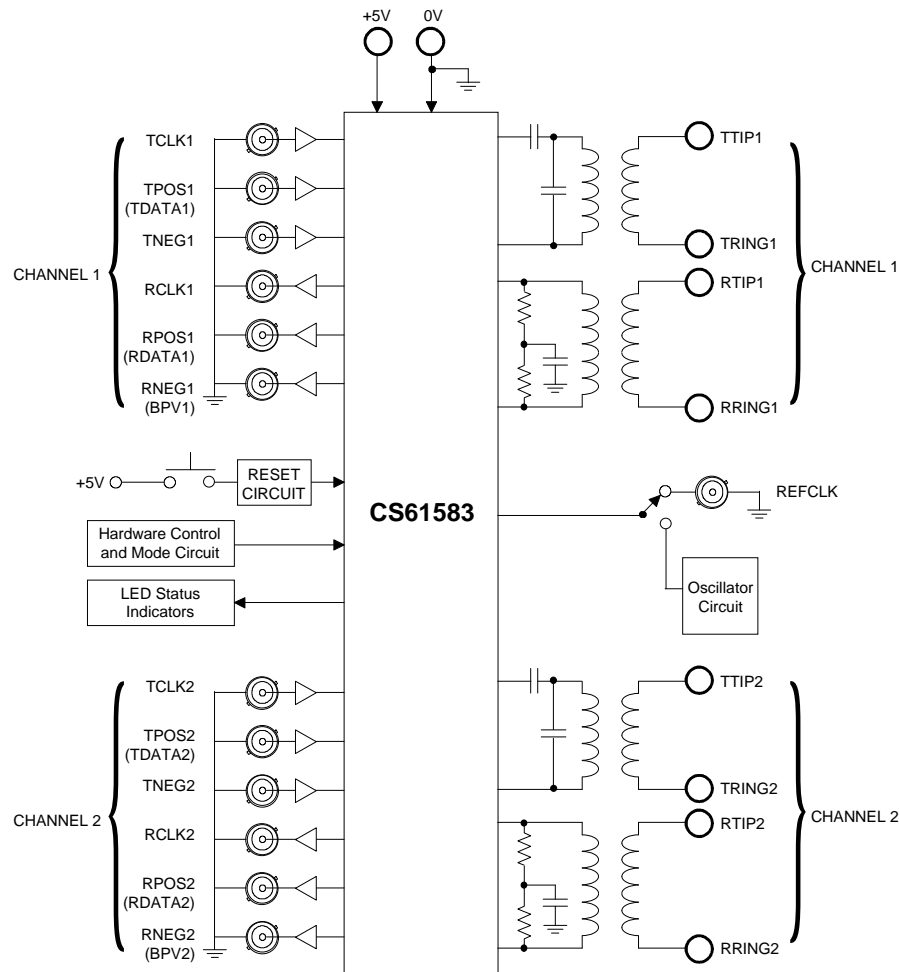 +5V
0V
TCLK1
TPOS1
(TDATA1)
TNEG1
CHANNEL 1
RCLK1
RPOS1
(RDATA1)
RNEG1
(BPV1)
TTIP1
TRING1
CHANNEL 1
RTIP1
RRING1
+5V
RESET
CIRCUIT
Hardware Control
and Mode Circuit
LED Status
Indicators
CS61583
REFCLK
Oscillator
Circuit
TCLK2
TPOS2
(TDATA2)
TNEG2
CHANNEL 2
RCLK2
RPOS2
(RDATA2)
RNEG2
(BPV2)
TTIP2
TRING2
CHANNEL 2
RTIP2
RRING2